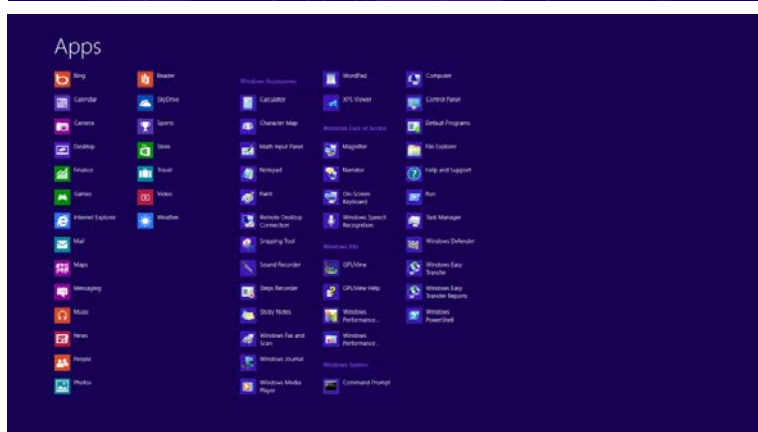 Apps
Bing
Calendar
Camera
Desktop
Finance
Games
Internet Explorer
Mail
Maps
Messaging
Music
News
People
Photos
Reader
SkyDrive
Sports
Store
Travel
Video
Weather
Windows Accessories
Calculator
Character Map
Math Input Panel
Notepad
Paint
Remote Desktop
Connection
Snipping Tool
Sound Recorder
Steps Recorder
Sticky Notes
Windows Fax and
Scan
Windows Journal
Windows Media
Player
WordPad
XPS Viewer
Windows Ease of Access
Magnifier
Narrator
On-Screen
Keyboard
Windows Speech
Recognition
Windows Kits
GPUView
GPUView Help
Windows
Performance...
Windows
Performance...
Windows System
Command Prompt
Computer
Control Panel
Default Programs
File Explorer
Help and Support
Run
Task Manager
Windows Defender
Windows Easy
Transfer
Windows Easy
Transfer Reports
Windows
PowerShell